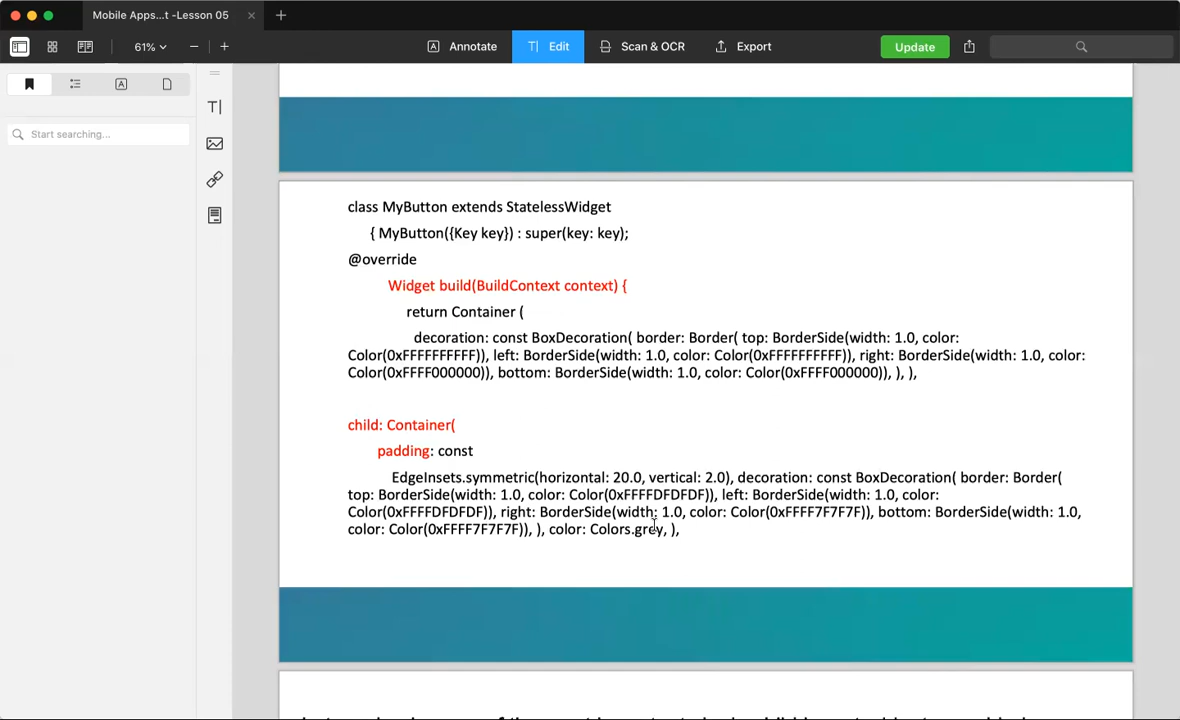 Mobile Apps...t -Lesson 05
61%
Annotate
Edit
Scan & OCR
Export
Update
Start searching...
class MyButton extends StatelessWidget
{ MyButton({Key key}) : super(key: key);
@override
Widget build(BuildContext context) {
return Container (
decoration: const BoxDecoration( border: Border( top: BorderSide(width: 1.0, color:
Color(0xFFFFFFFFFF)), left: BorderSide(width: 1.0, color: Color(0xFFFFFFFFFF)), right: BorderSide(width: 1.0, color:
Color(0xFFFF000000)), bottom: BorderSide(width: 1.0, color: Color(0xFFFF000000)), ), ),
child: Container(
padding: const
EdgeInsets.symmetric(horizontal: 20.0, vertical: 2.0), decoration: const BoxDecoration( border: Border(
top: BorderSide(width: 1.0, color: Color(0xFFFFDFDFDF)), left: BorderSide(width: 1.0, color:
Color(0xFFFFDFDFDF)), right: BorderSide(width: 1.0, color: Color(0xFFFF7F7F7F)), bottom: BorderSide(width: 1.0,
color: Color(0xFFFF7F7F7F)), ), color: Colors.grey, ),